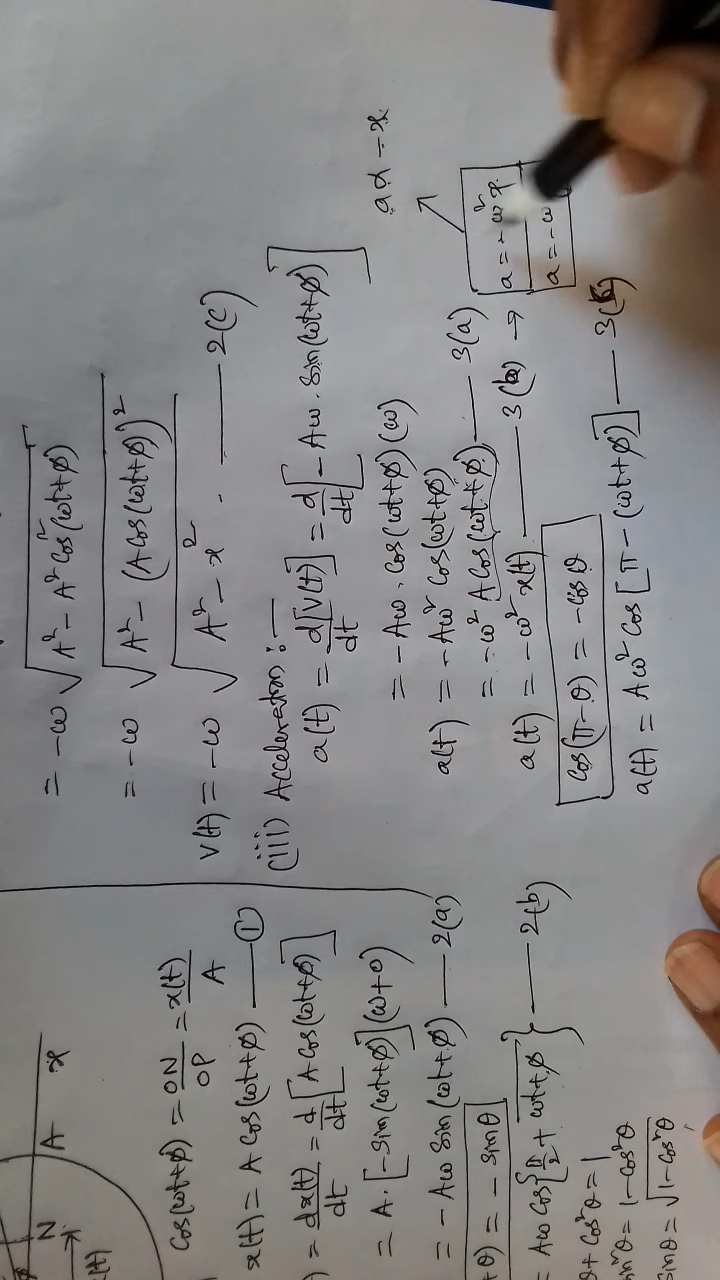 A x
N
(t)
Cos(ωt+ϕ) = ON/OP = x(t)/A
x(t) = A Cos(ωt+ϕ) —— ①
) = dx(t)/dt = d/dt [A Cos(ωt+ϕ)]
= A·[-Sin(ωt+ϕ)](ω+0)
= -Aω Sin(ωt+ϕ) —— 2(a)
+θ) = - Sinθ
= Aω Cos{π/2 + ωt+ϕ} —— 2(b)
θ + Cos²θ = 1
m²θ = 1 - Cos²θ
Sinθ = √1-Cos²θ
= -ω √A² - A² Cos²(ωt+ϕ)
= -ω √A² - (A Cos(ωt+ϕ))²
V(t) = -ω √A² - x² · —— 2(c)
(iii) Acceleration :—
a(t) = d[V(t)]/dt = d/dt [-Aω · Sin(ωt+ϕ)]
= -Aω · Cos(ωt+ϕ)(ω)
a(t) = -Aω² Cos(ωt+ϕ)
= -ω² A Cos(ωt+ϕ) —— 3(a)
a(t) = -ω² x(t) —— 3(b) →
a = -ω² x
a = -ω
a α - x
Cos(π-θ) = -Cosθ
a(t) = Aω² Cos[π - (ωt+ϕ)] —— 3